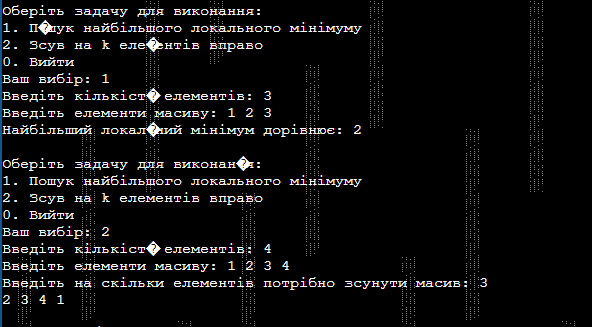 Оберіть задачу для виконання:
1. П�шук найбільшого локального мінімуму
2. Зсув на k еле�ентів вправо
0. Вийти
Ваш вибір: 1
Введіть кількіст� елементів: 3
Введіть елементи масиву: 1 2 3
Найбільший локал�ний мінімум дорівнює: 2
Оберіть задачу для виконан�я:
1. Пошук найбільшого локального мінімуму
2. Зсув на k елементів вправо
0. Вийти
Ваш вибір: 2
Введіть кількіст� елементів: 4
Введіть елементи масиву: 1 2 3 4
Введіть на скільки елементів потрібно зсунути масив: 3
2 3 4 1